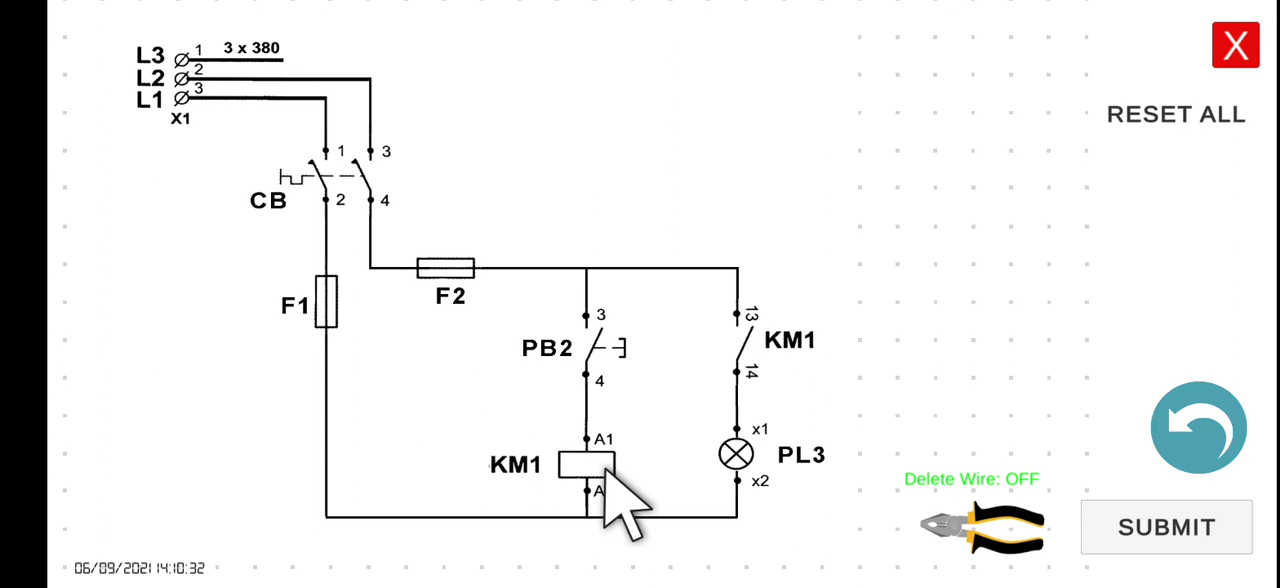 L3 1 3 x 380
L2 2
L1 3
X1
X
RESET ALL
1 3
CB 2 4
F1
F2
3
PB2
4
13
KM1
14
A1
KM1
A
x1
PL3
x2
Delete Wire: OFF
SUBMIT
06/09/2021 14:10:32